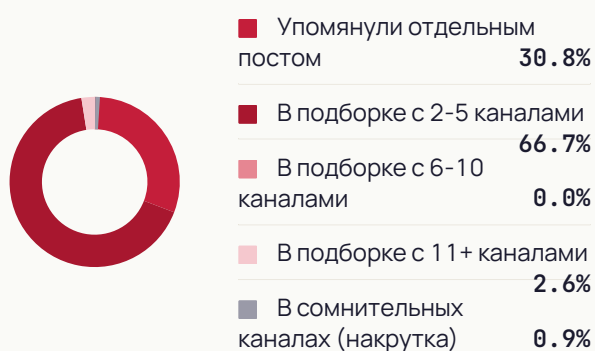 Упомянули отдельным
постом 30.8%
В подборке с 2-5 каналами
66.7%
В подборке с 6-10
каналами 0.0%
В подборке с 11+ каналами
2.6%
В сомнительных
каналах (накрутка) 0.9%